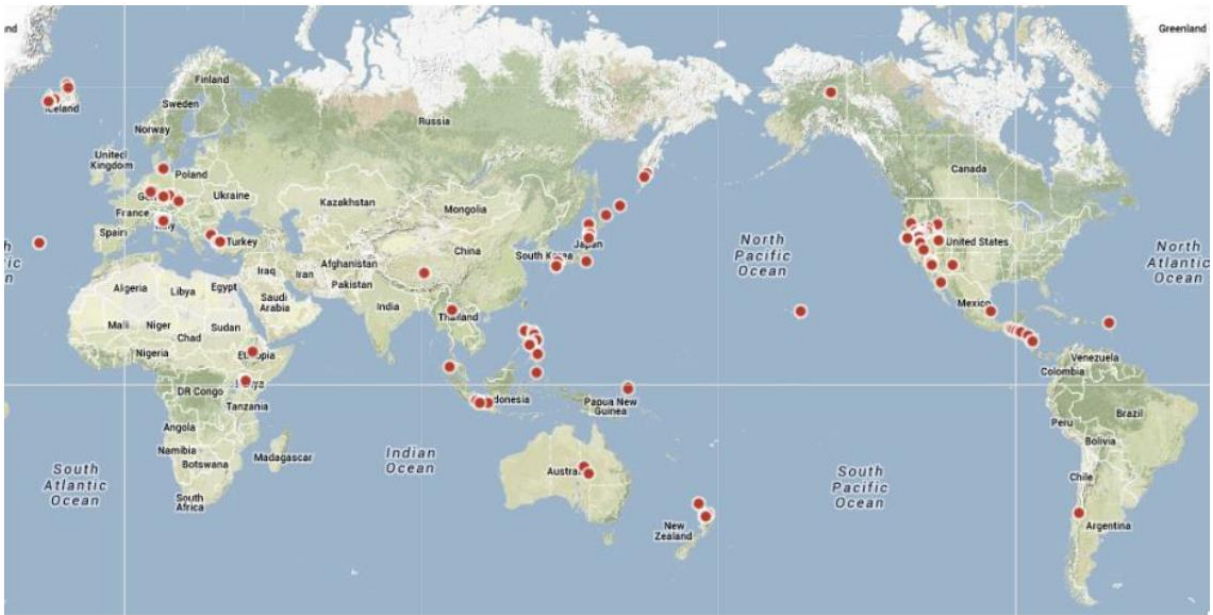 Greenland
Finland
Sweden
Norway
Russia
Iceland
United
Kingdom
Poland
Ukraine
France
Spain
Turkey
Kazakhstan
Mongolia
China
South Korea
Japan
Iraq
Iran
Afghanistan
Pakistan
India
Thailand
Algeria
Libya
Egypt
Saudi
Arabia
Mali
Niger
Chad
Sudan
Nigeria
Ethiopia
DR Congo
Tanzania
Angola
Namibia
Botswana
Madagascar
South
Africa
South
Atlantic
Ocean
Indian
Ocean
Papua New
Guinea
New
Zealand
North
Pacific
Ocean
South
Pacific
Ocean
Canada
United States
Mexico
North
Atlantic
Ocean
Venezuela
Colombia
Peru
Brazil
Bolivia
Chile
Argentina